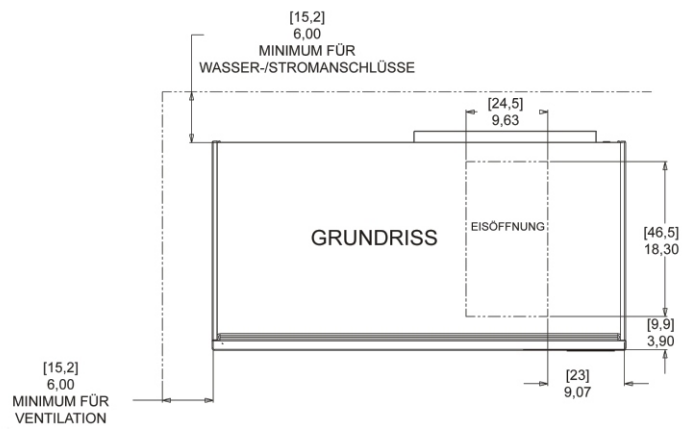 [15,2]
6,00
MINIMUM FÜR
WASSER-/STROMANSCHLÜSSE
[24,5]
9,63
GRUNDRISS
EISÖFFNUNG
[46,5]
18,30
[9,9]
3,90
[15,2]
6,00
MINIMUM FÜR
VENTILATION
[23]
9,07